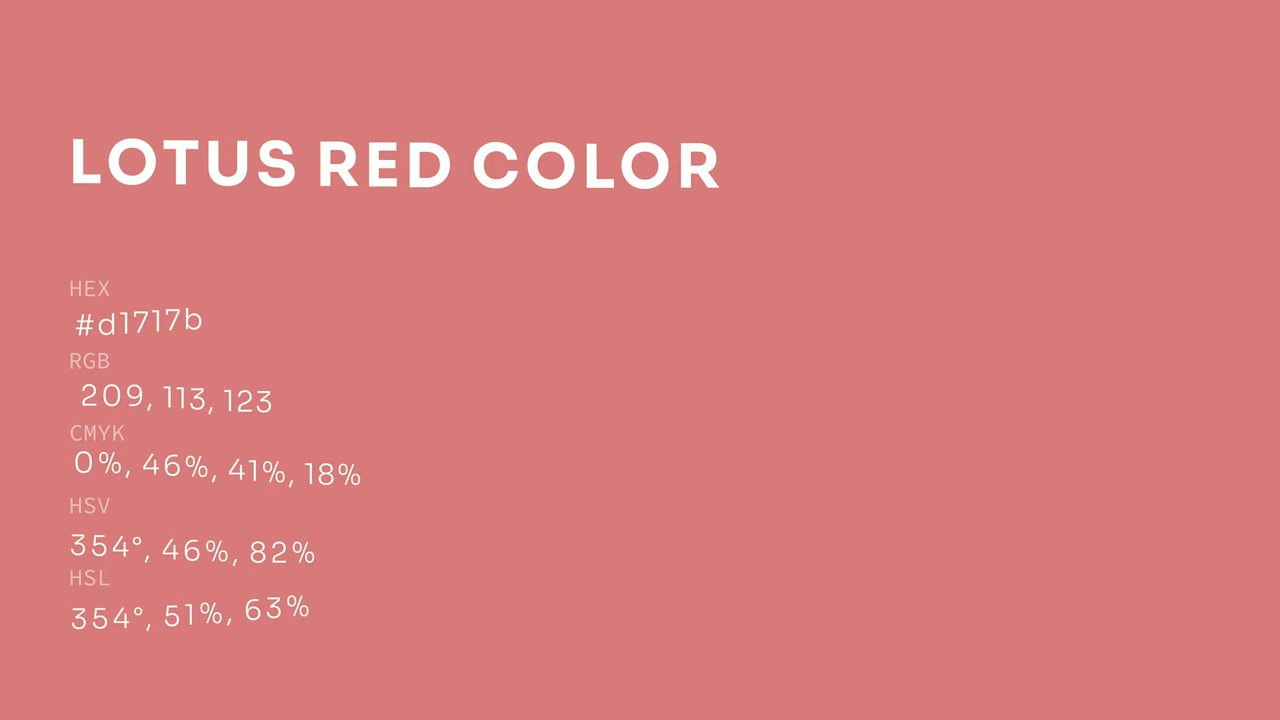 LOTUS RED COLOR
HEX
#d1717b
RGB
209, 113, 123
CMYK
0%, 46%, 41%, 18%
HSV
354°, 46%, 82%
HSL
354°, 51%, 63%